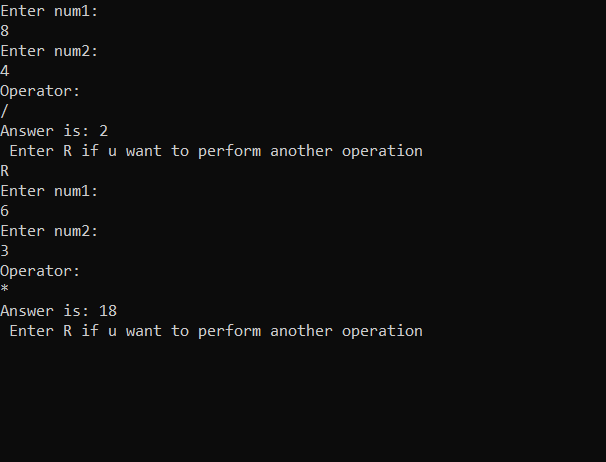 Enter num1:
8
Enter num2:
4
Operator:
/
Answer is: 2
 Enter R if u want to perform another operation
R
Enter num1:
6
Enter num2:
3
Operator:
*
Answer is: 18
 Enter R if u want to perform another operation